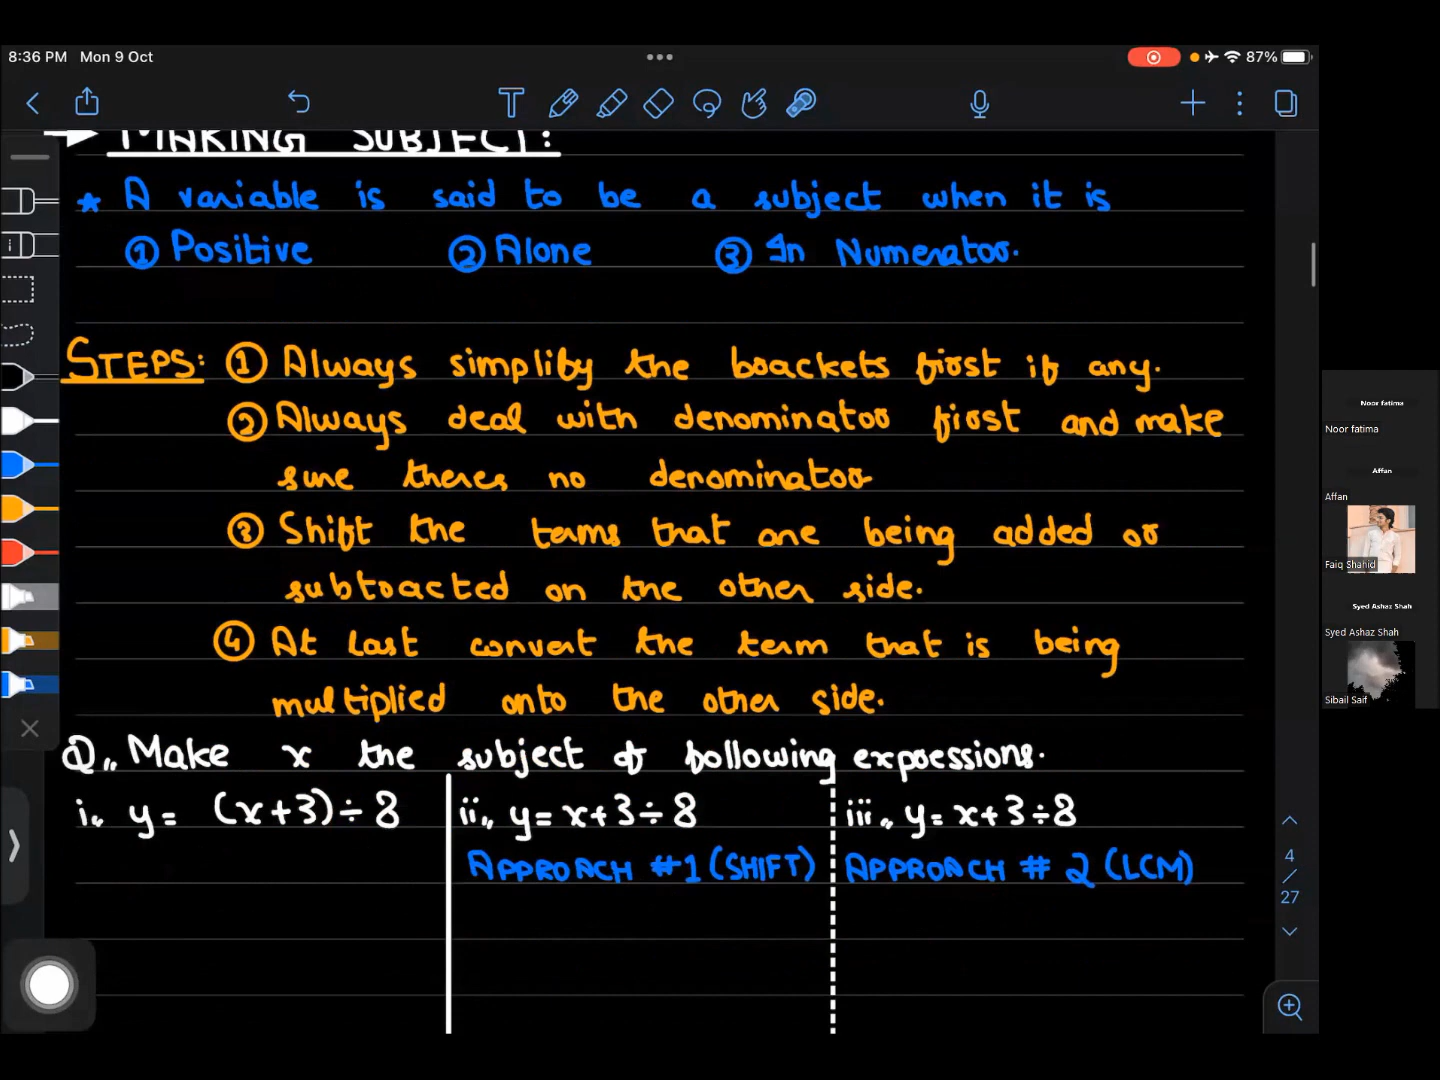 8:36 PM Mon 9 Oct
87%
MAKING SUBJECT:
★ A variable is said to be a subject when it is
① Positive ② Alone ③ In Numerator.
STEPS: ① Always simplify the brackets first if any.
② Always deal with denominator first and make
sure theres no denominator
③ Shift the terms that are being added or
subtracted on the other side.
④ At last convert the term that is being
multiplied onto the other side.
Q,, Make x the subject of following expressions.
i,, y = (x+3) ÷ 8
ii,, y = x+3 ÷ 8
iii,, y = x+3 ÷ 8
APPROACH #1 (SHIFT)
APPROACH # 2 (LCM)
4
/
27
Noor fatima
Noor fatima
Affan
Affan
Faiq Shahid
Syed Ashaz Shah
Syed Ashaz Shah
Sibail Saif